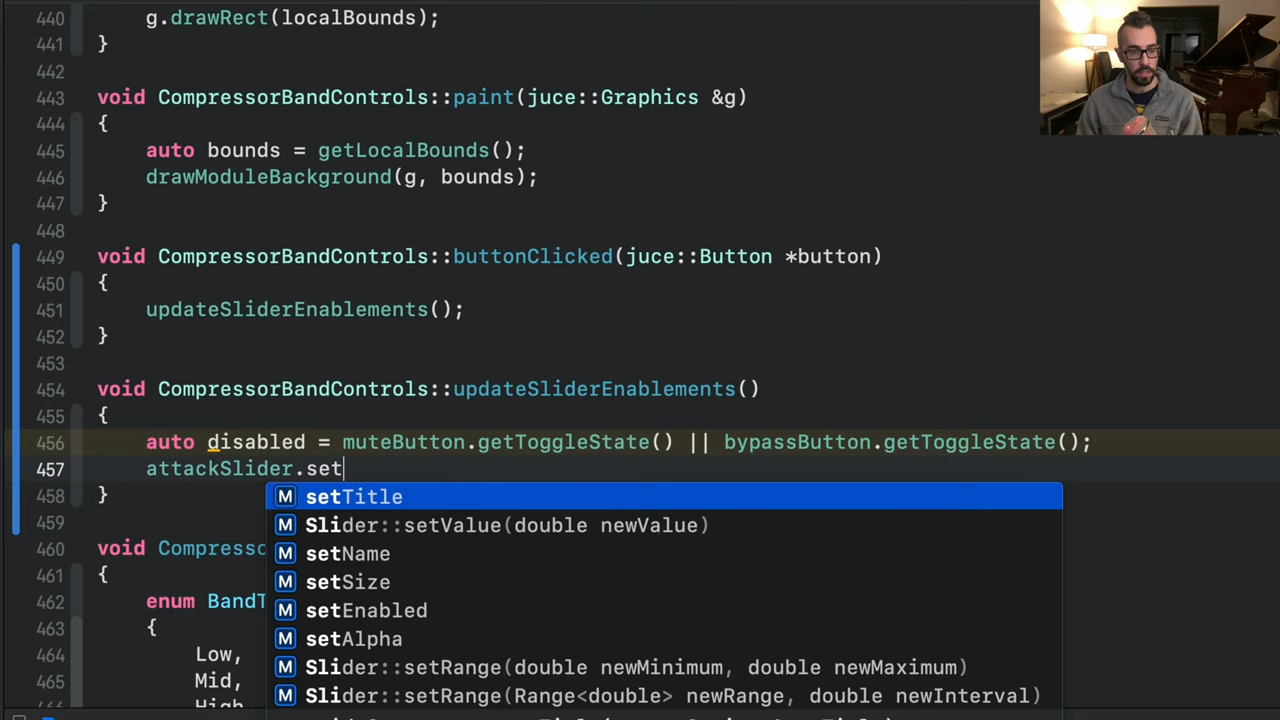 440 g.drawRect(localBounds);
441 }
442
443 void CompressorBandControls::paint(juce::Graphics &g)
444 {
445 auto bounds = getLocalBounds();
446 drawModuleBackground(g, bounds);
447 }
448
449 void CompressorBandControls::buttonClicked(juce::Button *button)
450 {
451 updateSliderEnablements();
452 }
453
454 void CompressorBandControls::updateSliderEnablements()
455 {
456 auto disabled = muteButton.getToggleState() || bypassButton.getToggleState();
457 attackSlider.set
458 }
M setTitle
459
M Slider::setValue(double newValue)
460 void Compresso
M setName
461 {
M setSize
462 enum BandT
M setEnabled
463 {
M setAlpha
464 Low,
M Slider::setRange(double newMinimum, double newMaximum)
465 Mid,
M Slider::setRange(Range<double> newRange, double newInterval)